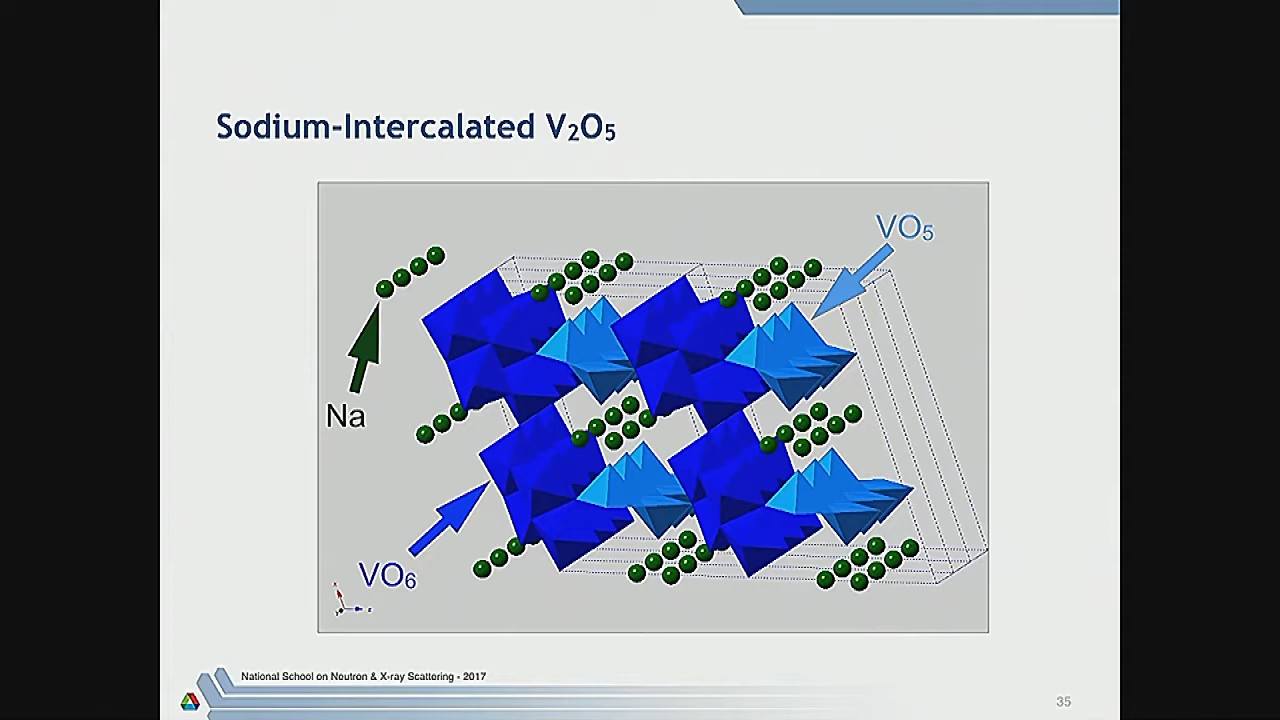 Sodium-Intercalated V₂O₅
VO₅
Na
VO₆
National School on Neutron & X-ray Scattering - 2017
35